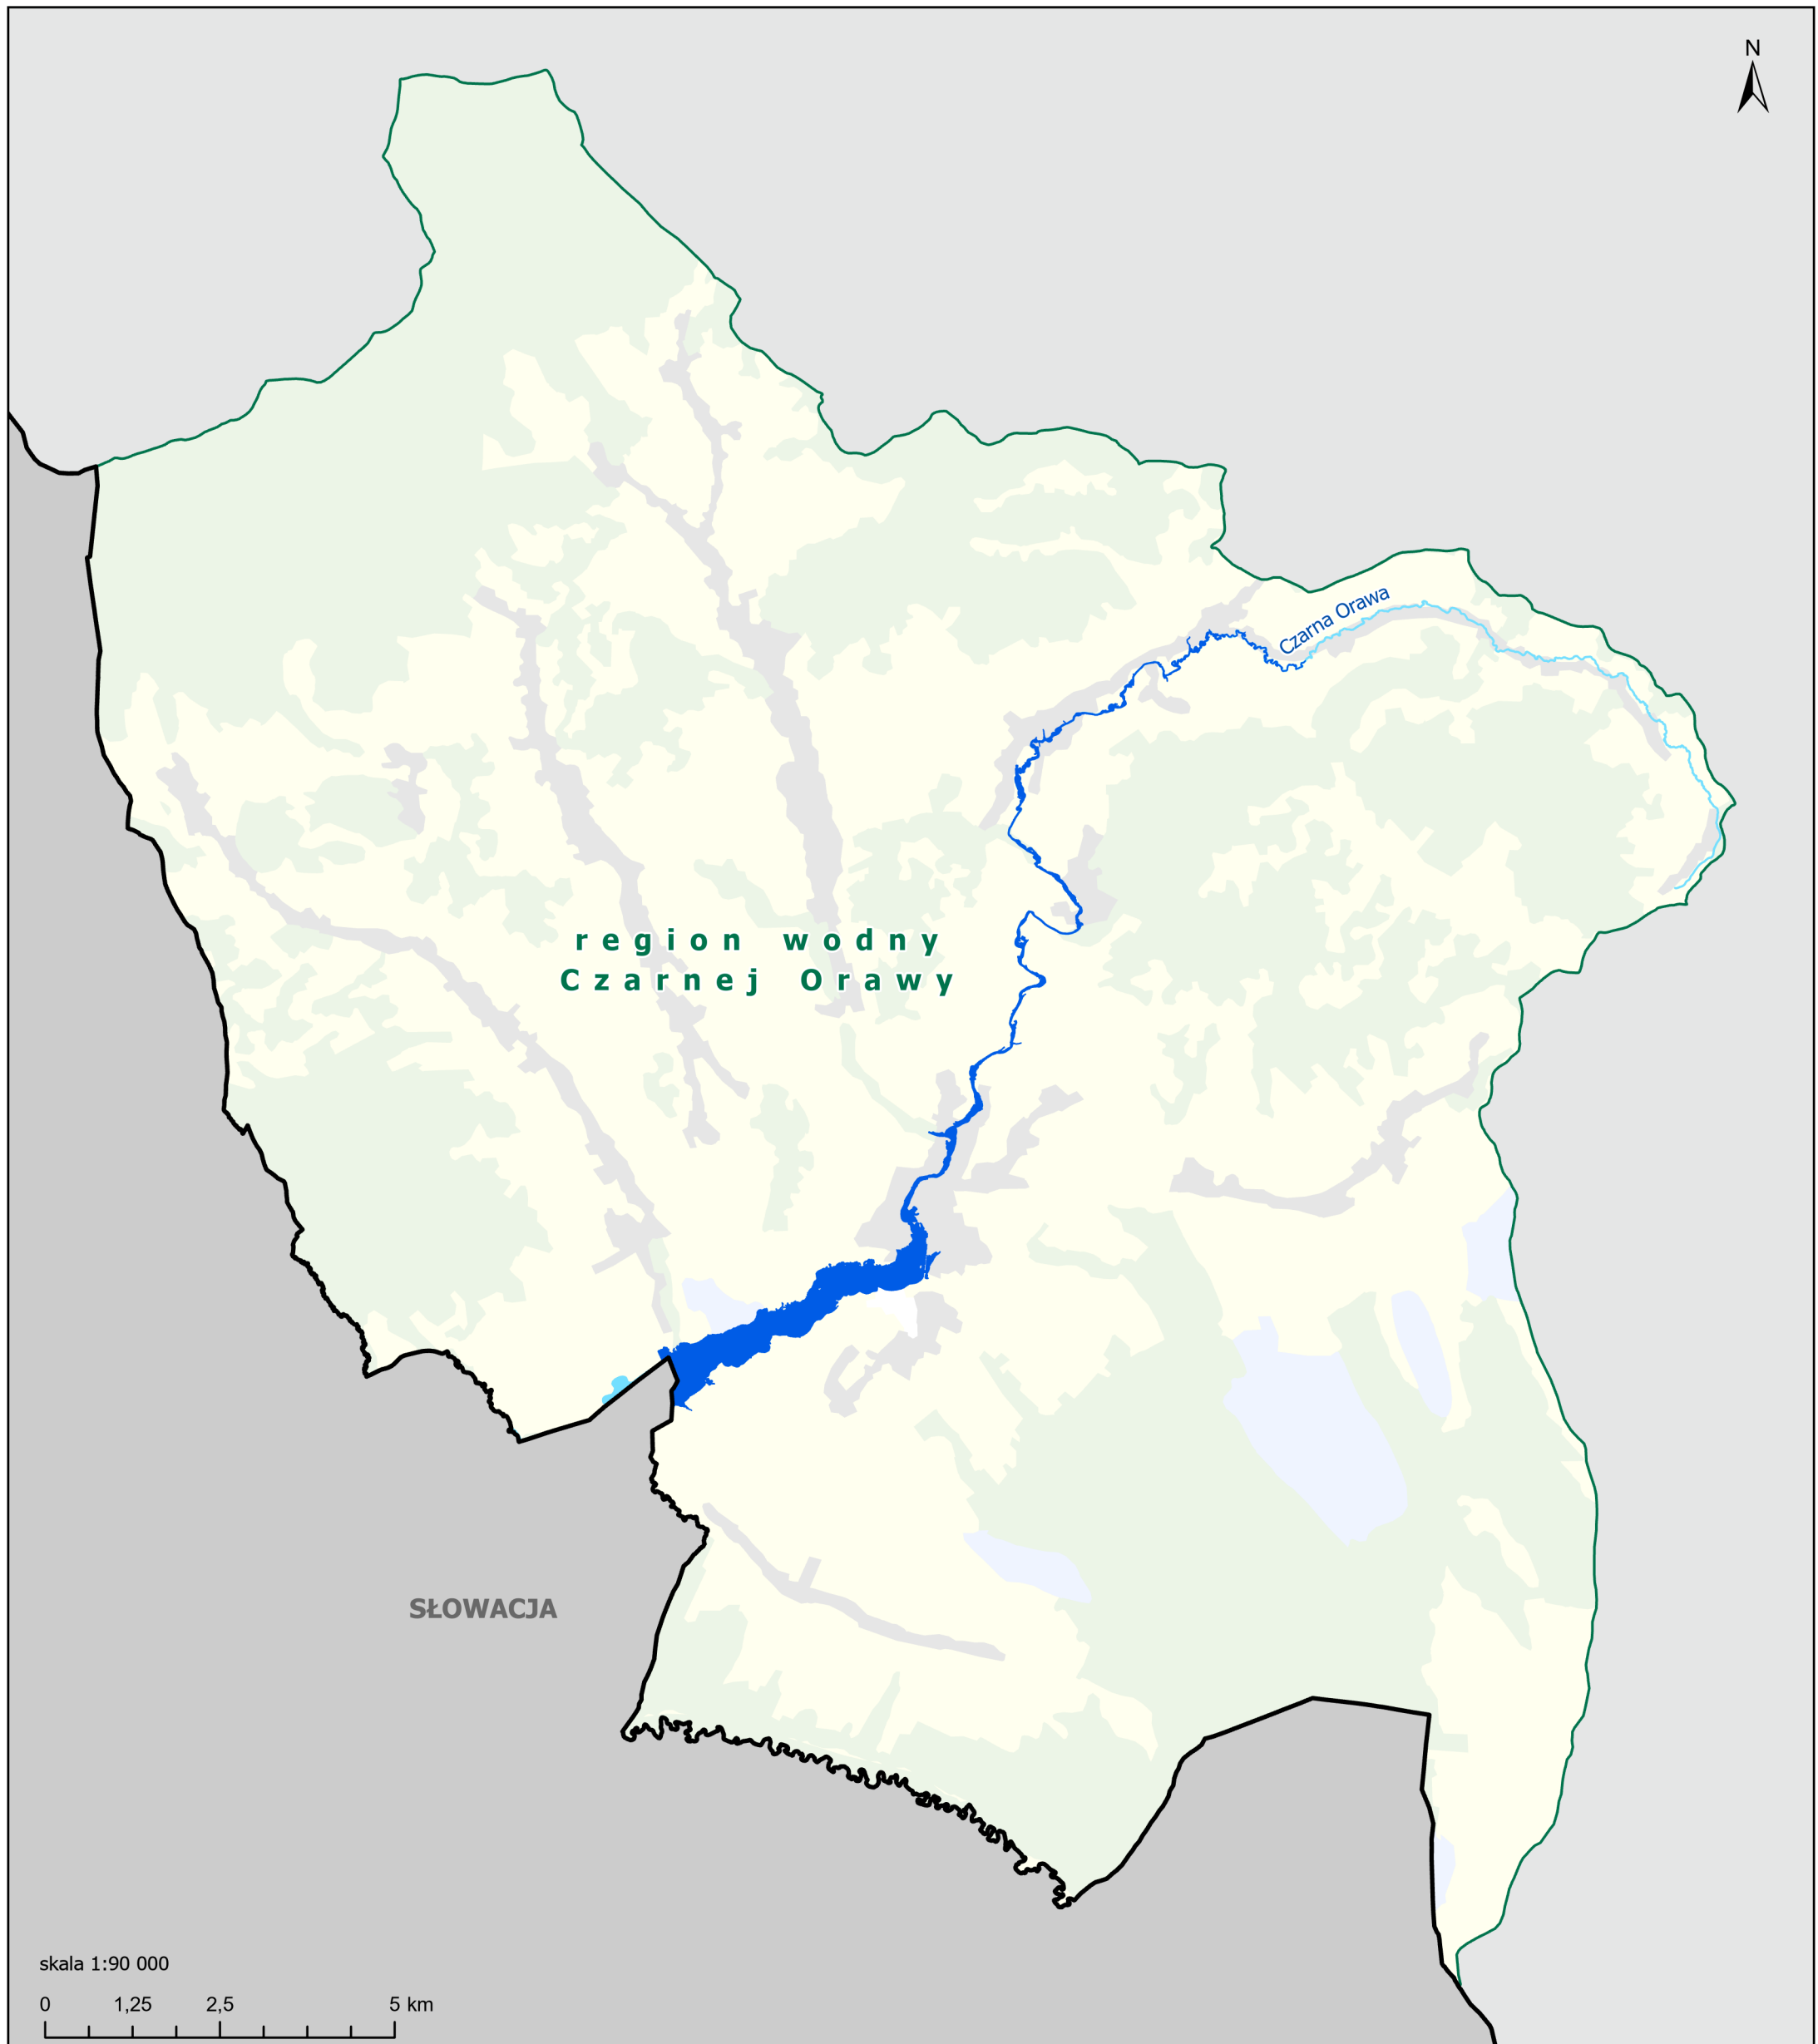 N
Czarna Orawa
region wodny
Czarnej Orawy
SŁOWACJA
skala 1:90 000
0 1,25 2,5 5 km